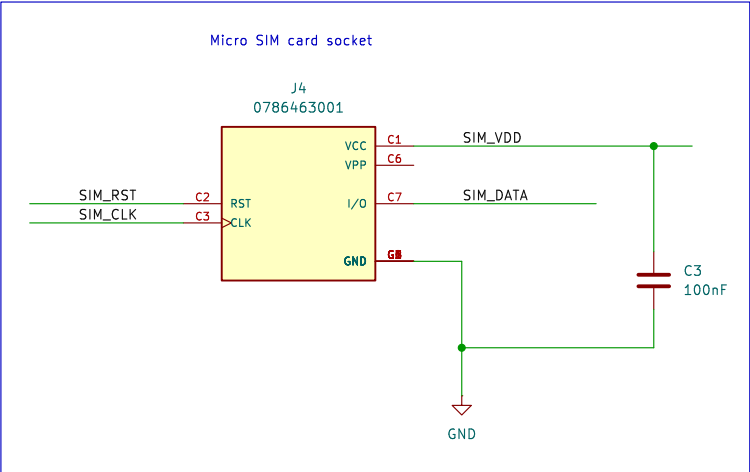 Micro SIM card socket
J4
0786463001
VCC C1 SIM_VDD
VPP C6
SIM_RST C2 RST
I/O C7 SIM_DATA
SIM_CLK C3 CLK
GND
C3
100nF
GND